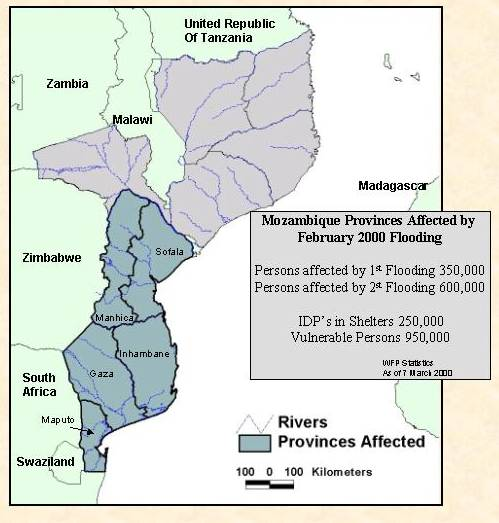 United Republic
Of Tanzania
Zambia
Malawi
Madagascar
Mozambique Provinces Affected by
February 2000 Flooding
Persons affected by 1st Flooding 350,000
Persons affected by 2st Flooding 600,000
IDP's in Shelters 250,000
Vulnerable Persons 950,000
WFP Statistics
As of 7 March 2000
Zimbabwe
Sofala
Manhica
Inhambane
Gaza
South
Africa
Maputo
Swaziland
Rivers
Provinces Affected
100 0 100 Kilometers